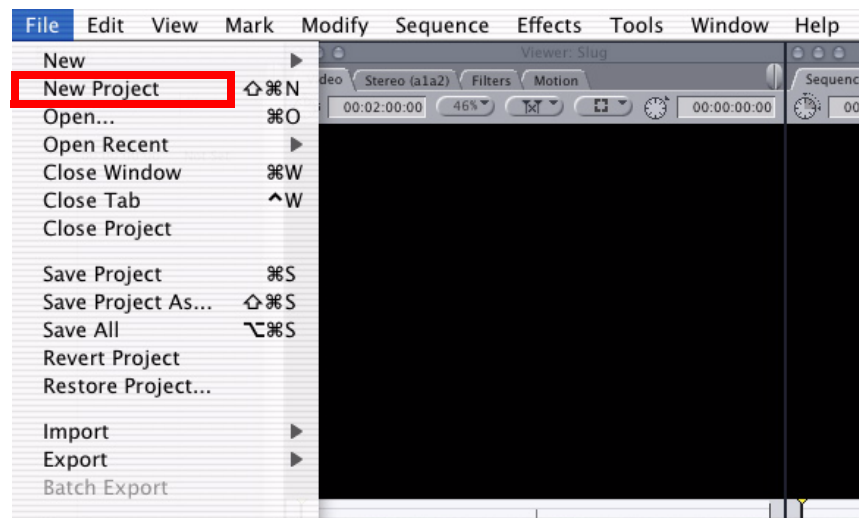 File Edit View Mark Modify Sequence Effects Tools Window Help
New
New Project ⇧⌘N
Open... ⌘O
Open Recent
Close Window ⌘W
Close Tab ^W
Close Project
Save Project ⌘S
Save Project As... ⇧⌘S
Save All ⌥⌘S
Revert Project
Restore Project...
Import
Export
Batch Export
Viewer: Slug
Stereo (a1a2) Filters Motion
00:02:00:00 46% 00:00:00:00